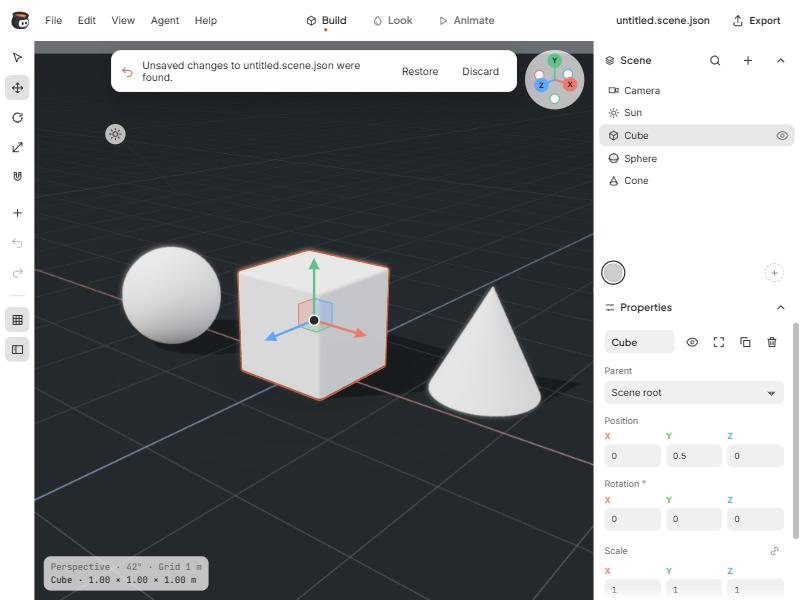 File Edit View Agent Help
Build Look Animate
untitled.scene.json Export
Unsaved changes to untitled.scene.json were
found.
Restore Discard
Y
Z X
Perspective · 42° · Grid 1 m
Cube · 1.00 × 1.00 × 1.00 m
Scene
Camera
Sun
Cube
Sphere
Cone
Properties
Cube
Parent
Scene root
Position
X Y Z
0 0.5 0
Rotation °
X Y Z
0 0 0
Scale
X Y Z
1 1 1